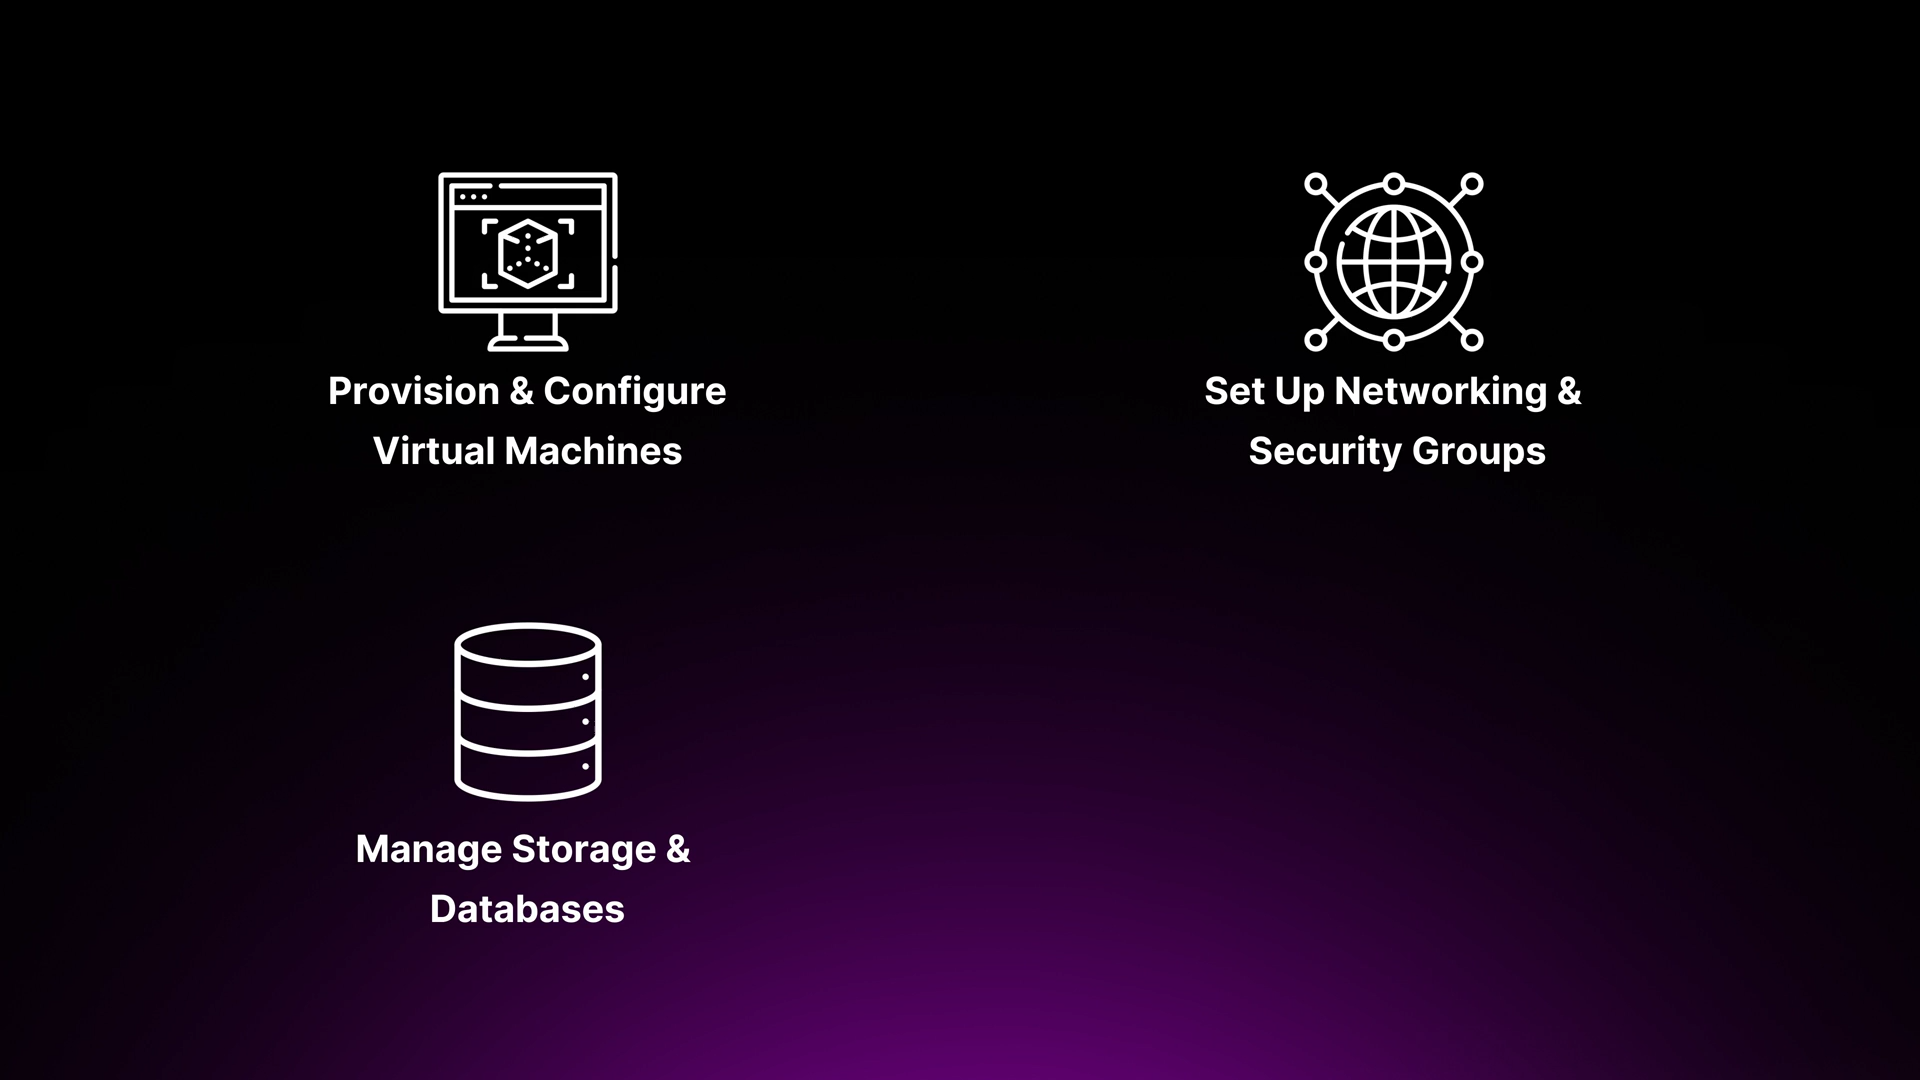 Provision & Configure
Virtual Machines
Set Up Networking &
Security Groups
Manage Storage &
Databases